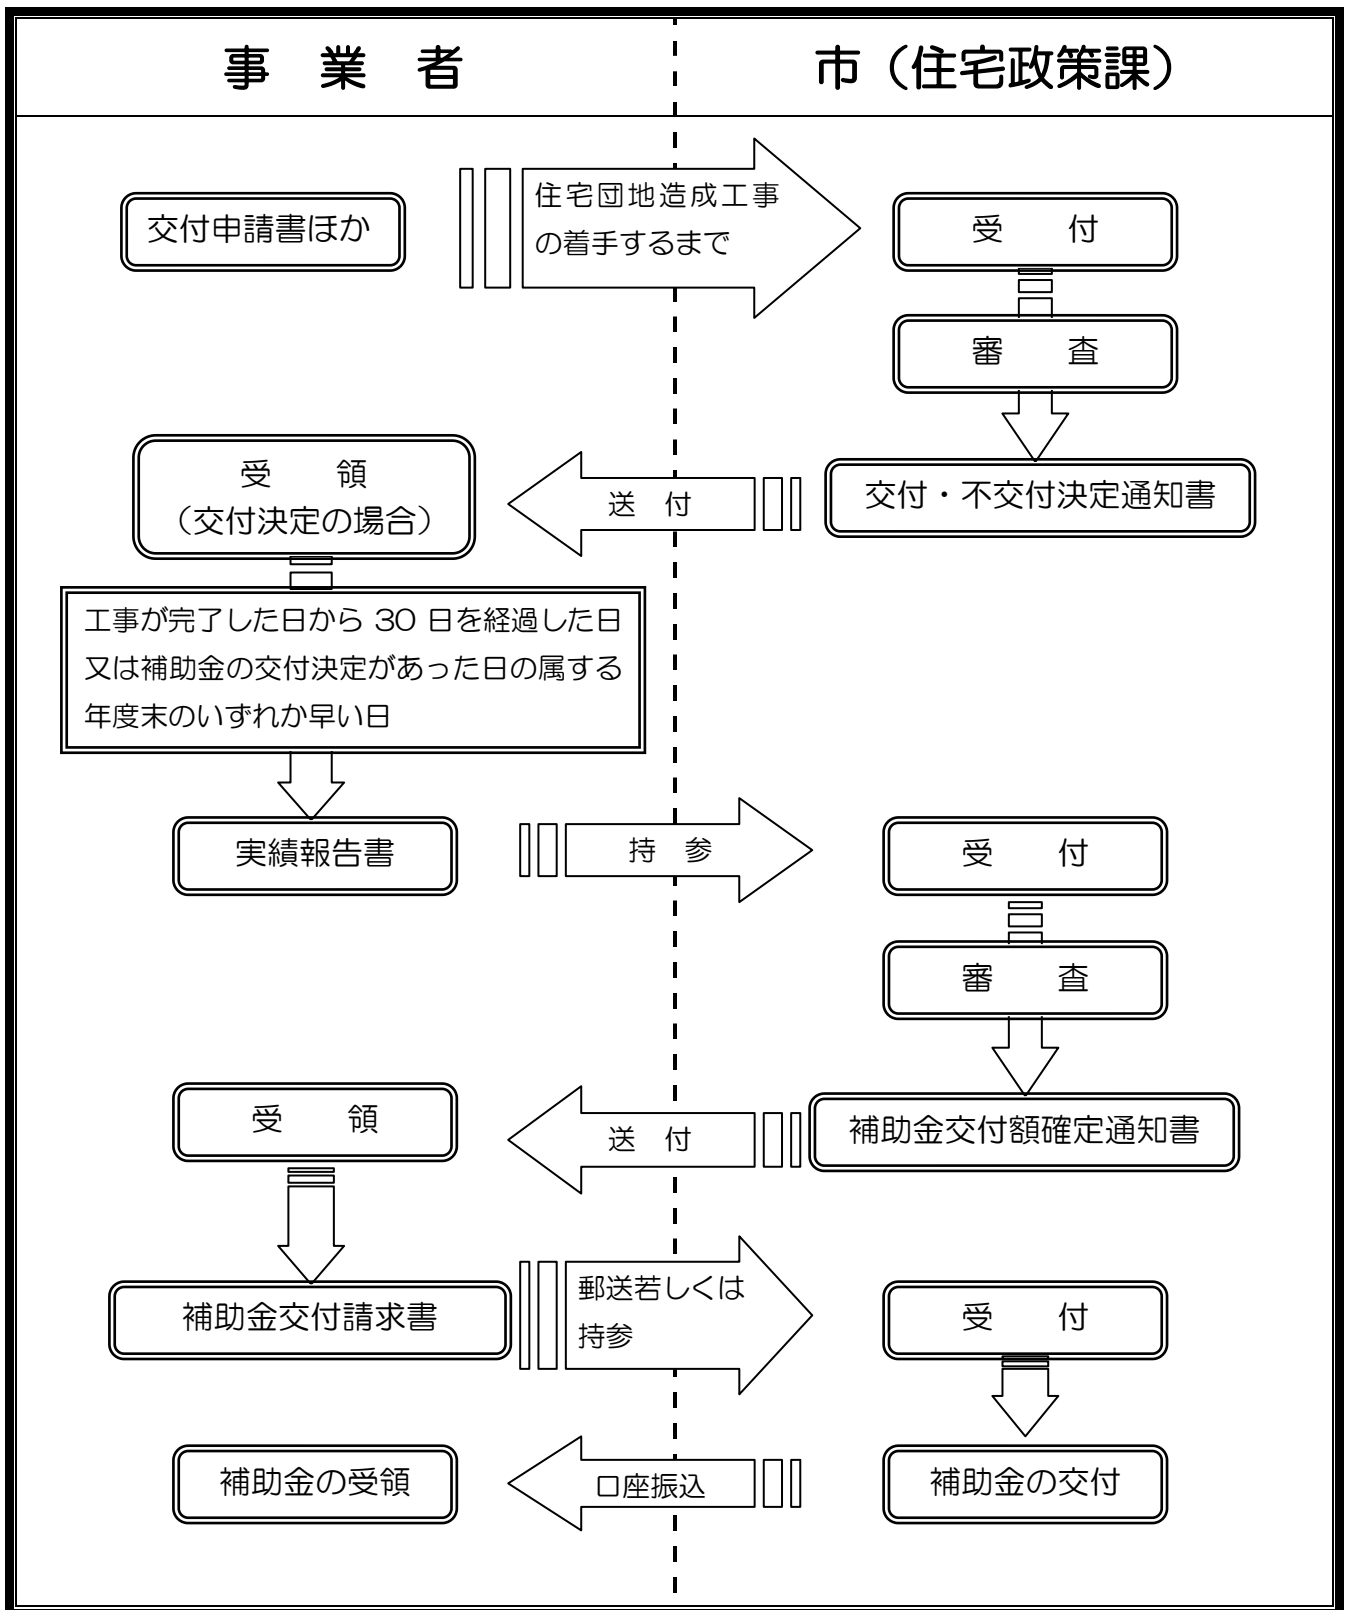 事 業 者
市（住宅政策課）
交付申請書ほか
住宅団地造成工事
の着手するまで
受 付
審 査
交付・不交付決定通知書
送 付
受 領
（交付決定の場合）
工事が完了した日から 30 日を経過した日
又は補助金の交付決定があった日の属する
年度末のいずれか早い日
実績報告書
持 参
受 付
審 査
補助金交付額確定通知書
送 付
受 領
補助金交付請求書
郵送若しくは
持参
受 付
補助金の交付
口座振込
補助金の受領